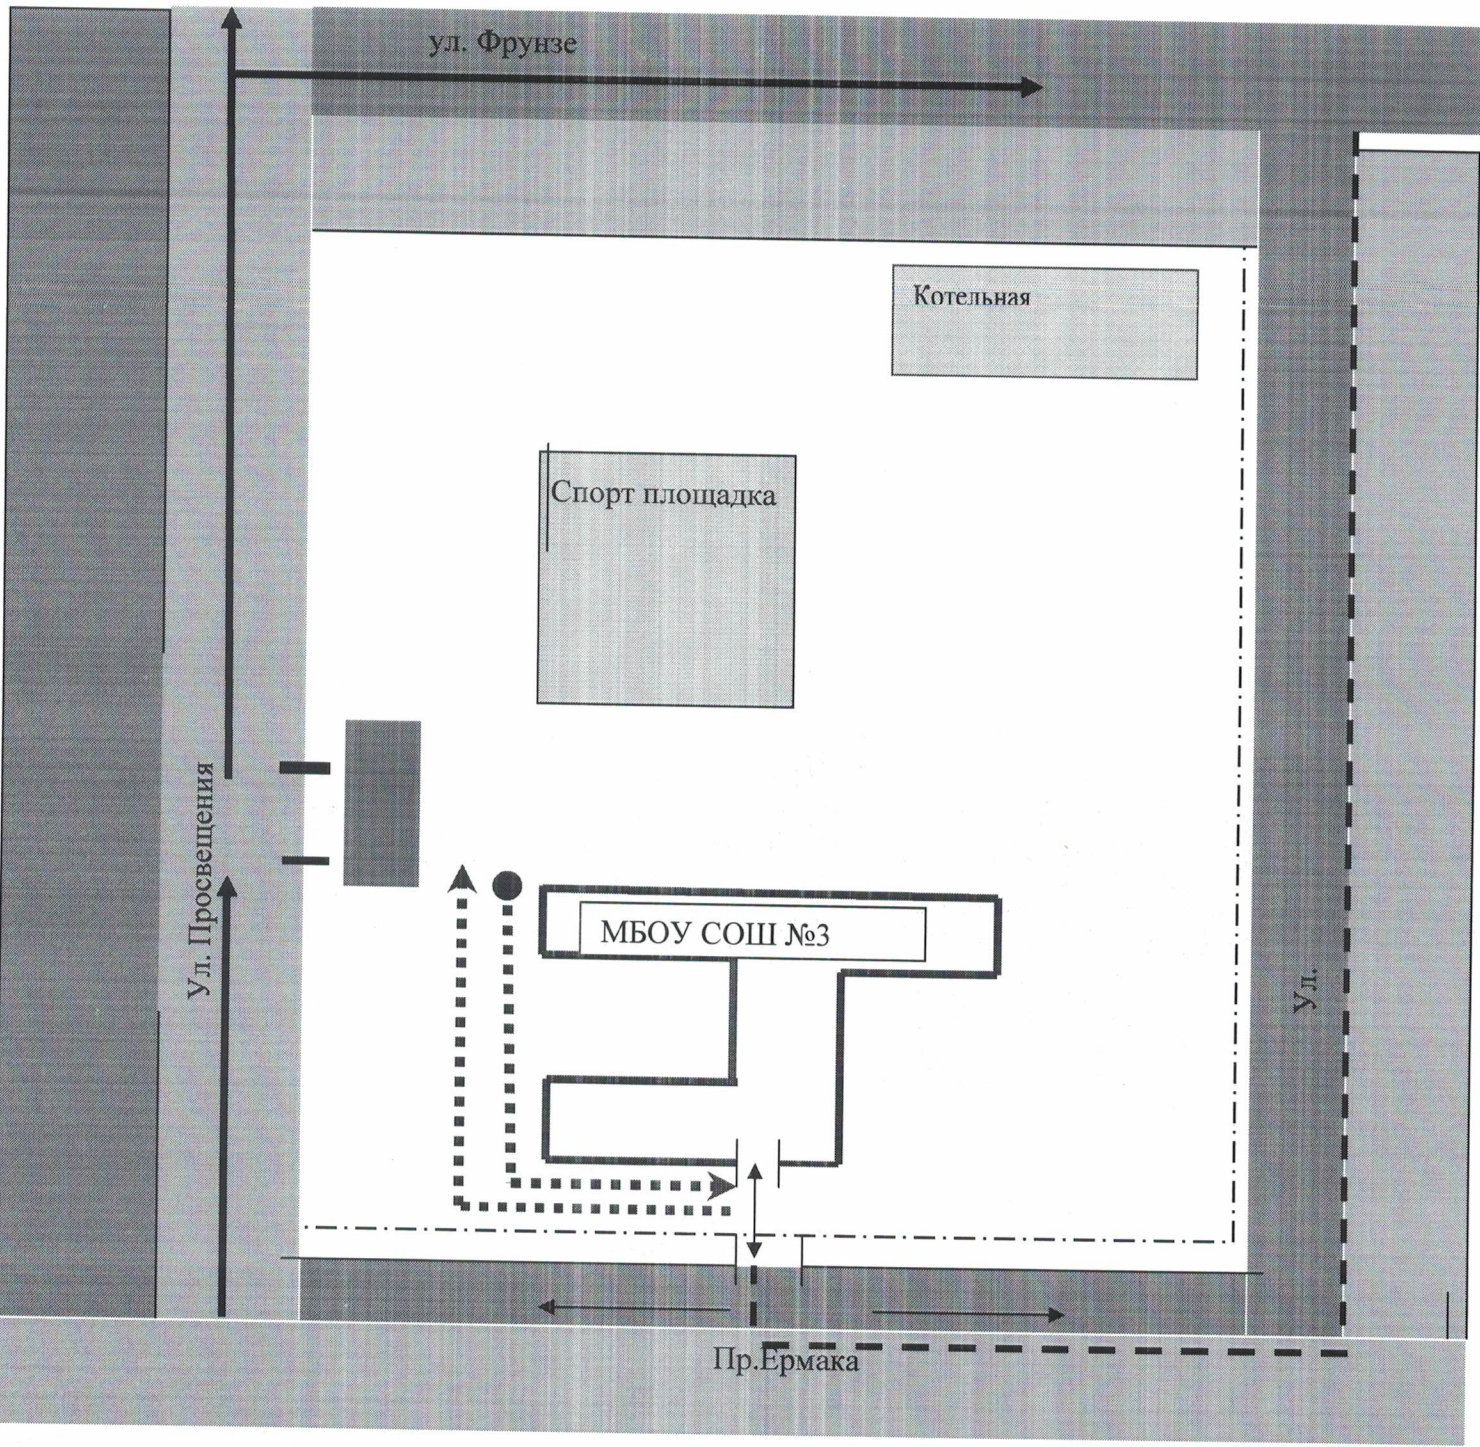 ул. Фрунзе
Котельная
Спорт площадка
Ул. Просвещения
МБОУ СОШ №3
Ул.
Пр.Ермака